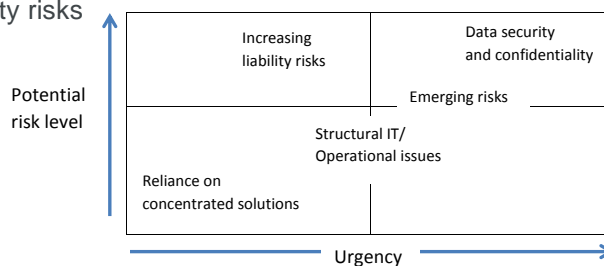 ty risks
Increasing
liability risks
Data security
and confidentiality
Potential
risk level
Emerging risks
Structural IT/
Operational issues
Reliance on
concentrated solutions
Urgency